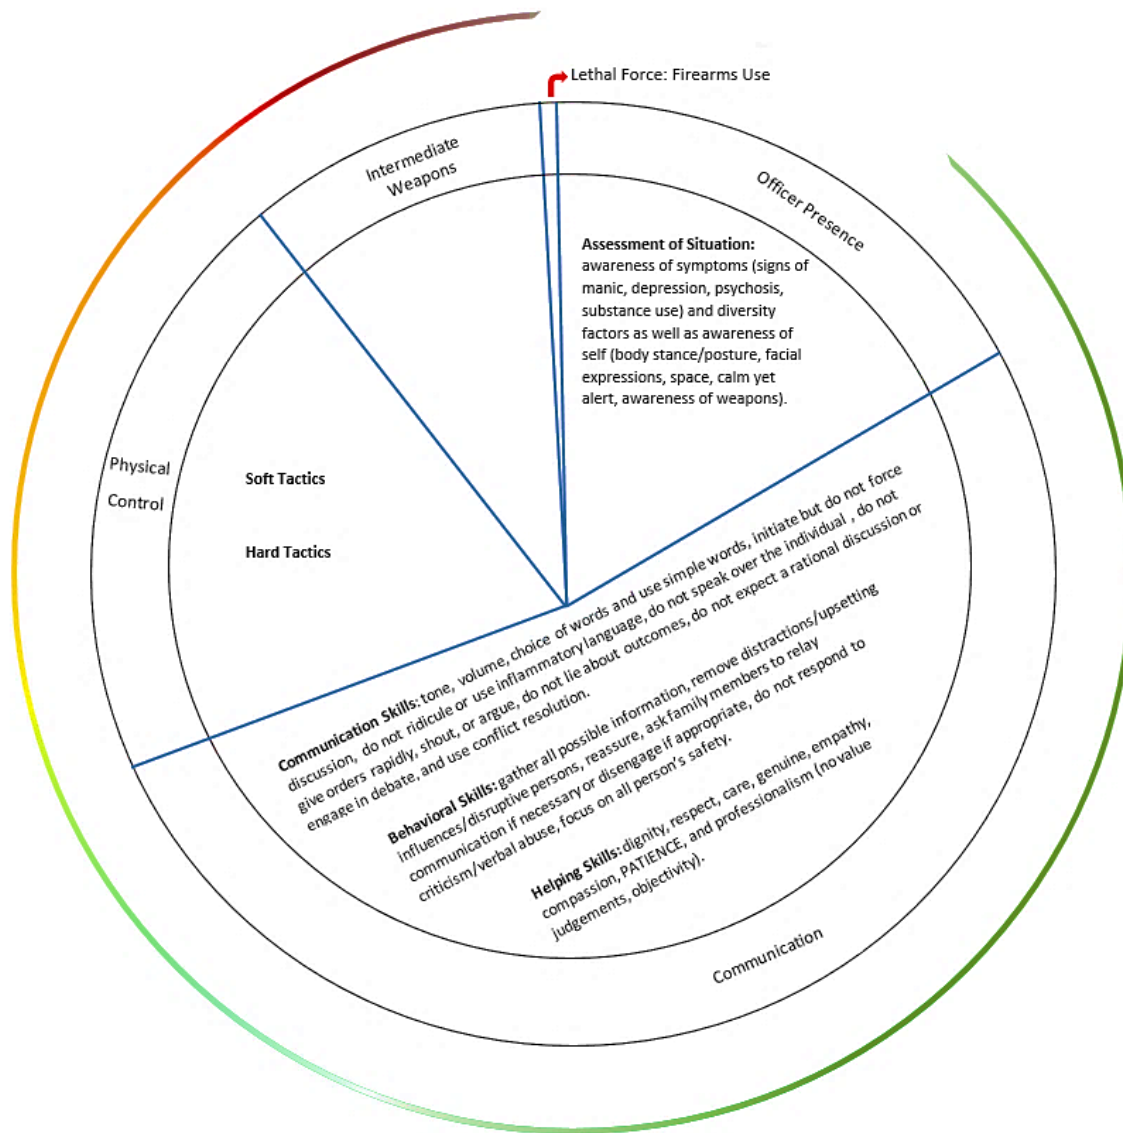 Lethal Force: Firearms Use
Intermediate
Weapons
Officer Presence
Assessment of Situation:
awareness of symptoms (signs of
manic, depression, psychosis,
substance use) and diversity
factors as well as awareness of
self (body stance/posture, facial
expressions, space, calm yet
alert, awareness of weapons).
Physical
Control
Soft Tactics
Hard Tactics
Communication Skills: tone, volume, choice of words and use simple words, initiate but do not force
discussion, do not ridicule or use inflammatory language, do not speak over the individual , do not
give orders rapidly, shout, or argue, do not lie about outcomes, do not expect a rational discussion or
engage in debate, and use conflict resolution.
Behavioral Skills: gather all possible information, remove distractions/upsetting
influences/disruptive persons, reassure, ask family members to relay
communication if necessary or disengage if appropriate, do not respond to
criticism/verbal abuse, focus on all person's safety.
Helping Skills: dignity, respect, care, genuine, empathy,
compassion, PATIENCE, and professionalism (no value
judgements, objectivity).
Communication